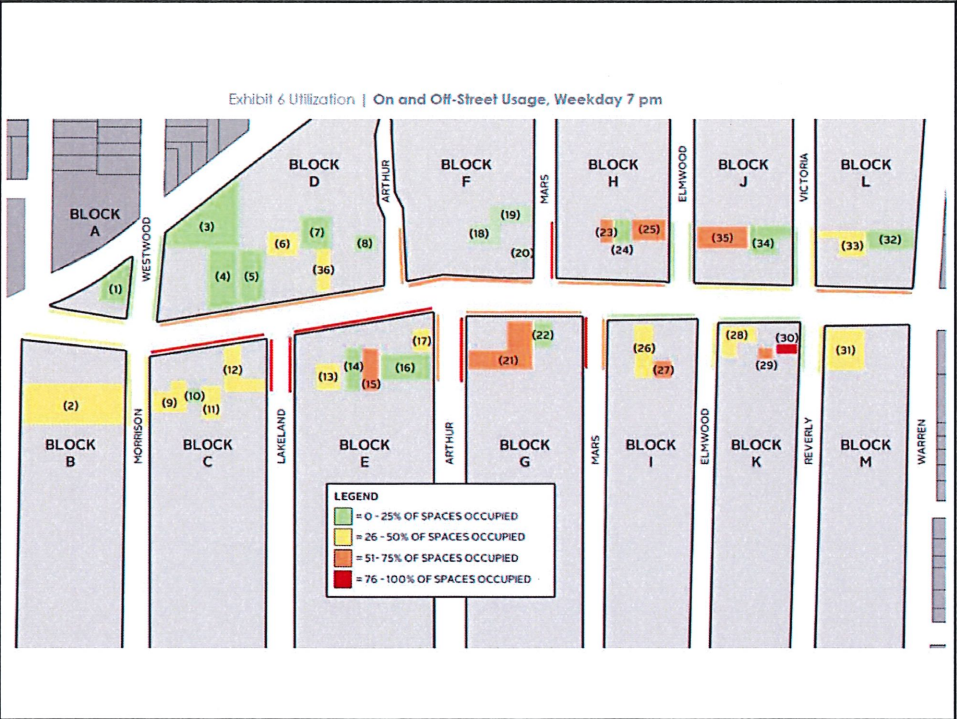 Exhibit 6 Utilization | On and Off-Street Usage, Weekday 7 pm
BLOCK
A
WESTWOOD
BLOCK
D
ARTHUR
BLOCK
F
MARS
BLOCK
H
ELMWOOD
BLOCK
J
VICTORIA
BLOCK
L
(1)
(3)
(4)
(5)
(6)
(7)
(36)
(8)
(18)
(19)
(20)
(23)
(24)
(25)
(35)
(34)
(33)
(32)
(2)
(9)
(10)
(11)
(12)
(13)
(14)
(15)
(16)
(17)
(21)
(22)
(26)
(27)
(28)
(29)
(30)
(31)
BLOCK
B
MORRISON
BLOCK
C
LAKELAND
BLOCK
E
ARTHUR
BLOCK
G
MARS
BLOCK
I
ELMWOOD
BLOCK
K
REVERLY
BLOCK
M
WARREN
LEGEND
= 0 - 25% OF SPACES OCCUPIED
= 26 - 50% OF SPACES OCCUPIED
= 51- 75% OF SPACES OCCUPIED
= 76 - 100% OF SPACES OCCUPIED